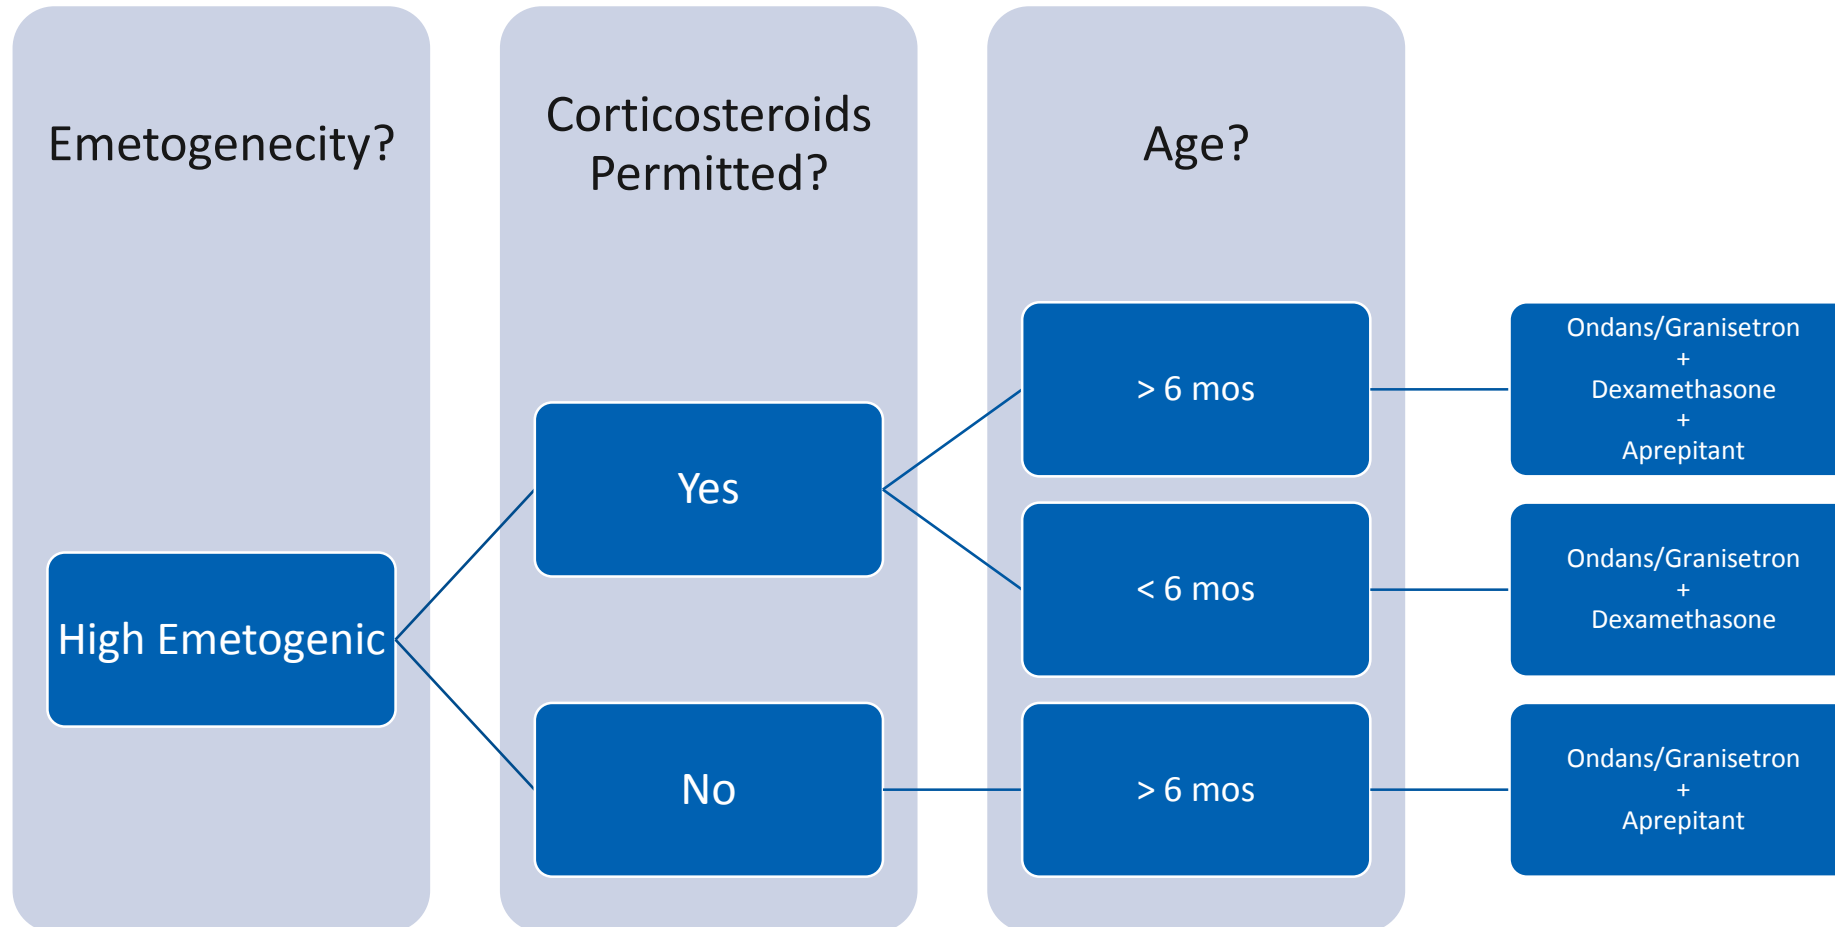 Emetogenecity?
Corticosteroids
Permitted?
Age?
High Emetogenic
Yes
No
> 6 mos
< 6 mos
> 6 mos
Ondans/Granisetron
+
Dexamethasone
+
Aprepitant
Ondans/Granisetron
+
Dexamethasone
Ondans/Granisetron
+
Aprepitant